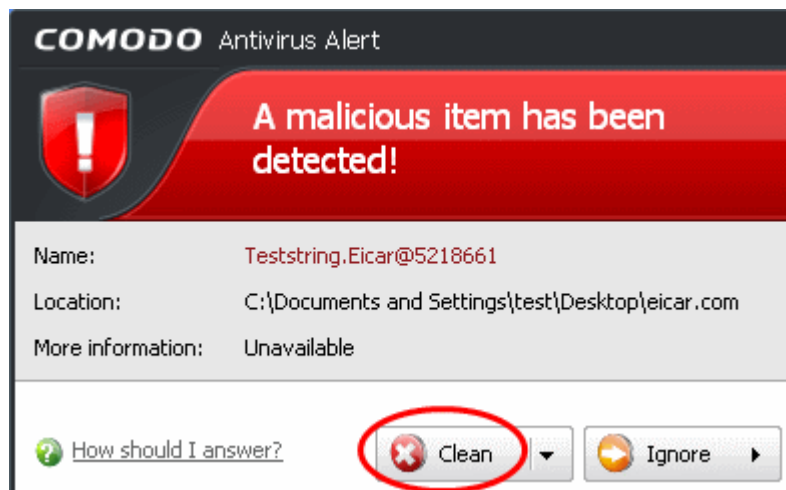 COMODO Antivirus Alert
A malicious item has been
detected!
Name: Teststring.Eicar@5218661
Location: C:\Documents and Settings\test\Desktop\eicar.com
More information: Unavailable
How should I answer? Clean Ignore